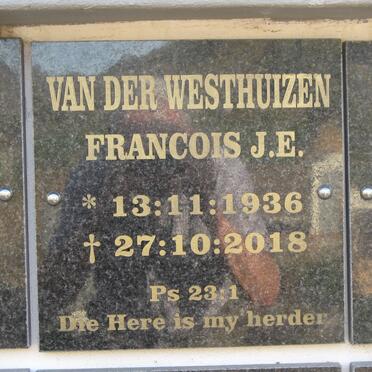 VAN DER WESTHUIZEN
FRANCOIS J.E.
* 13:11:1936
† 27:10:2018
Ps 23:1
Die Here is my herder